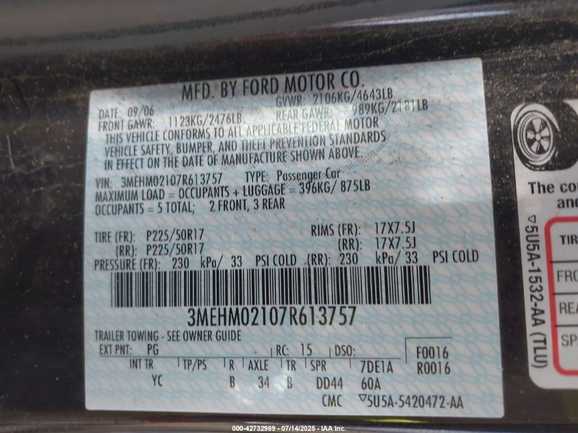 MFD. BY FORD MOTOR CO.
DATE: 09/06 GVWR: 2106KG/4643LB
FRONT GAWR: 1123KG/2476LB REAR GAWR: 989KG/2181LB
THIS VEHICLE CONFORMS TO ALL APPLICABLE FEDERAL MOTOR
VEHICLE SAFETY, BUMPER, AND THEFT PREVENTION STANDARDS
IN EFFECT ON THE DATE OF MANUFACTURE SHOWN ABOVE.
VIN: 3MEHM02107R613757 TYPE: Passenger Car
MAXIMUM LOAD = OCCUPANTS + LUGGAGE = 396KG/ 875LB
OCCUPANTS = 5 TOTAL; 2 FRONT, 3 REAR
TIRE (FR): P225/50R17 RIMS (FR): 17X7.5J
(RR): P225/50R17 (RR): 17X7.5J
PRESSURE (FR): 230 kPa/ 33 PSI COLD (RR): 230 kPa/ 33 PSI COLD
3MEHM02107R613757
TRAILER TOWING - SEE OWNER GUIDE
EXT PNT: PG RC: 15 DSO: F0016
INT TR TP/PS R AXLE TR SPR 7DE1A R0016
YC B 34 B DD44 60A
CMC ▽5U5A-5420472-AA
▽5U5A-1532-AA (TLU)
The co
and
TIR
FRO
REA
SP
000-42732989 | 07/14/2025 - IAA Inc.